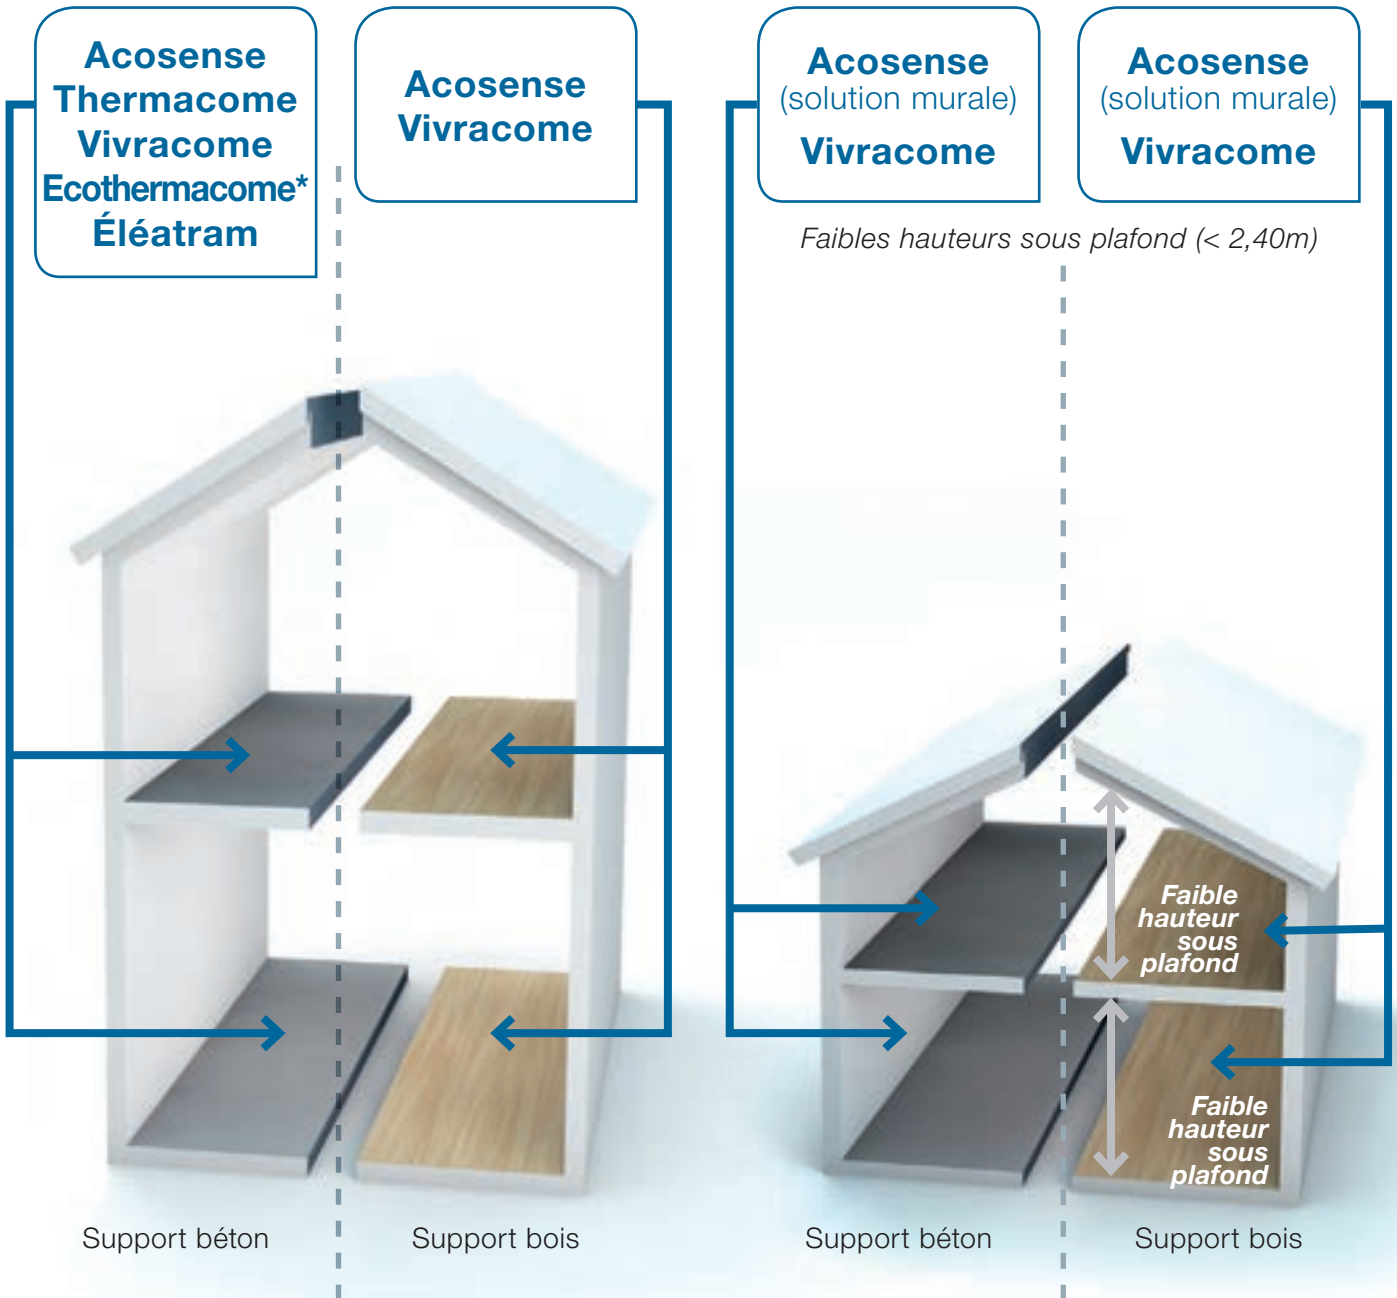 Acosense
Thermacome
Vivracome
Ecothermacome*
Éléatram
Acosense
Vivracome
Acosense
(solution murale)
Vivracome
Acosense
(solution murale)
Vivracome
Faibles hauteurs sous plafond (< 2,40m)
Faible
hauteur
sous
plafond
Faible
hauteur
sous
plafond
Support béton
Support bois
Support béton
Support bois